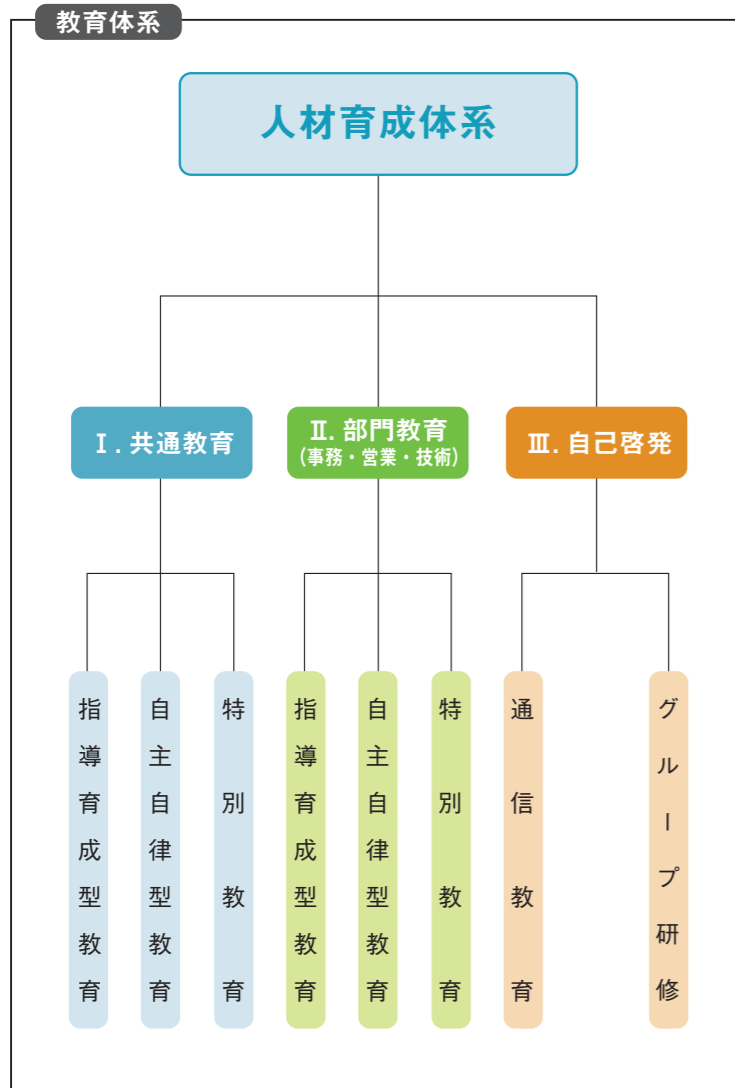 教育体系
人材育成体系
Ⅰ.共通教育
Ⅱ.部門教育
(事務・営業・技術)
Ⅲ.自己啓発
指導育成型教育
自主自律型教育
特別教育
指導育成型教育
自主自律型教育
特別教育
通信教育
グループ研修